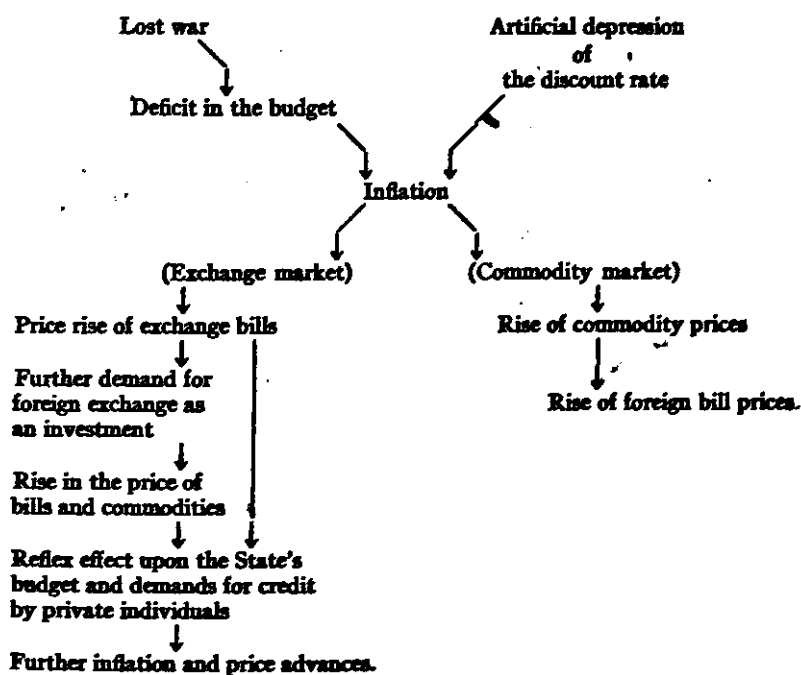 Lost war
Artificial depression
of
the discount rate
Deficit in the budget
Inflation
(Exchange market)
(Commodity market)
Price rise of exchange bills
Rise of commodity prices
Further demand for
foreign exchange as
an investment
Rise of foreign bill prices.
Rise in the price of
bills and commodities
Reflex effect upon the State's
budget and demands for credit
by private individuals
Further inflation and price advances.